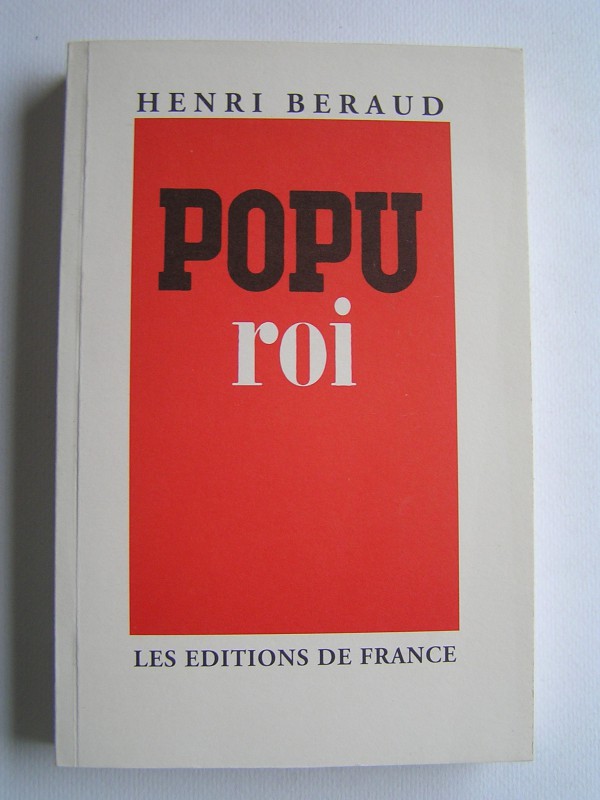 HENRI BERAUD
POPU
roi
LES EDITIONS DE FRANCE